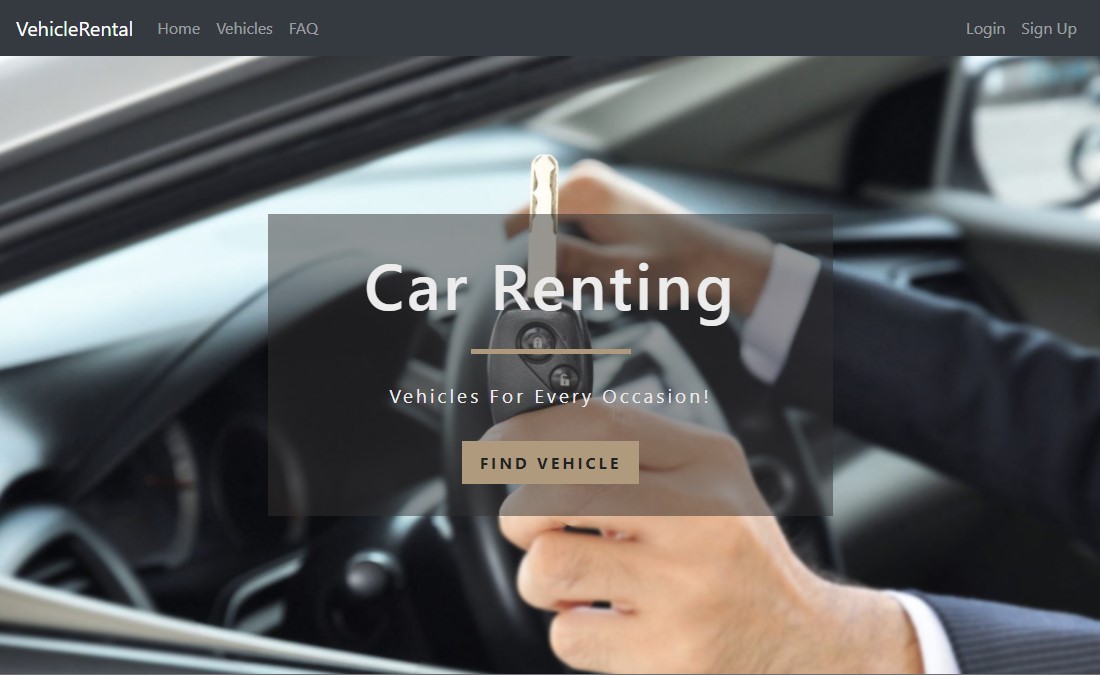 VehicleRental Home Vehicles FAQ Login Sign Up
Car Renting
Vehicles For Every Occasion!
FIND VEHICLE